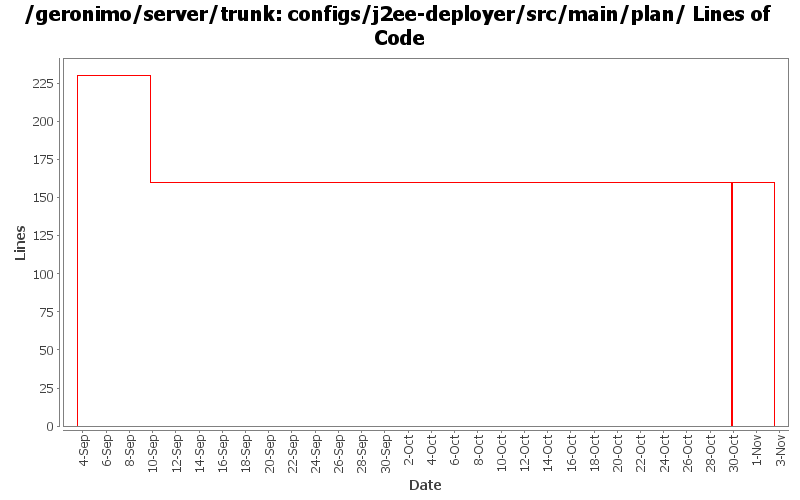 /geronimo/server/trunk: configs/j2ee-deployer/src/main/plan/ Lines of
Code
225
200
175
150
125
100
75
50
25
0
Lines
4-Sep
6-Sep
8-Sep
10-Sep
12-Sep
14-Sep
16-Sep
18-Sep
20-Sep
22-Sep
24-Sep
26-Sep
28-Sep
30-Sep
2-Oct
4-Oct
6-Oct
8-Oct
10-Oct
12-Oct
14-Oct
16-Oct
18-Oct
20-Oct
22-Oct
24-Oct
26-Oct
28-Oct
30-Oct
1-Nov
3-Nov
Date